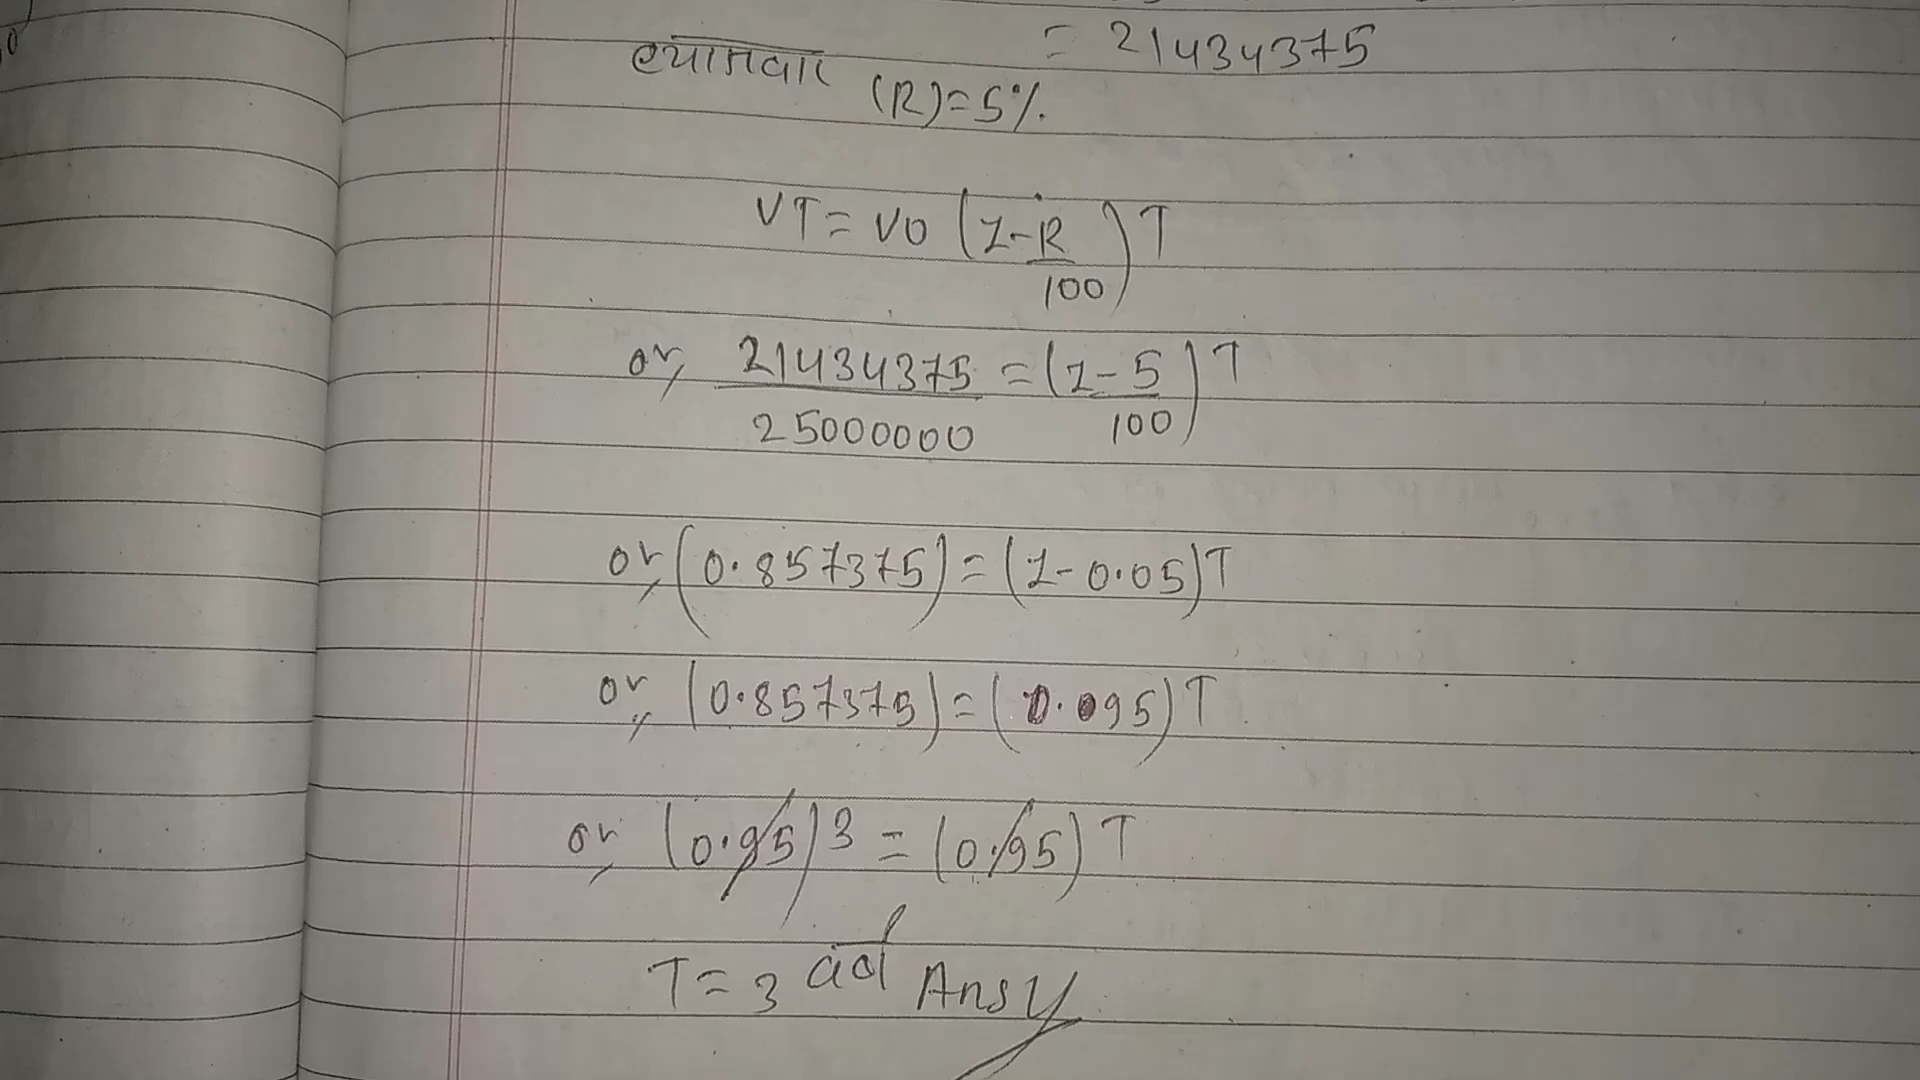 = 21434375
ह्यासदर (R)=5%.
VT = V0 (1-R/100)T
or, 21434375/25000000 = (1-5/100)T
or, (0.857375) = (1-0.05)T
or,, (0.857375) = (0.095)T
or, (0.95)3 = (0.95)T
T = 3 वर्ष Ans